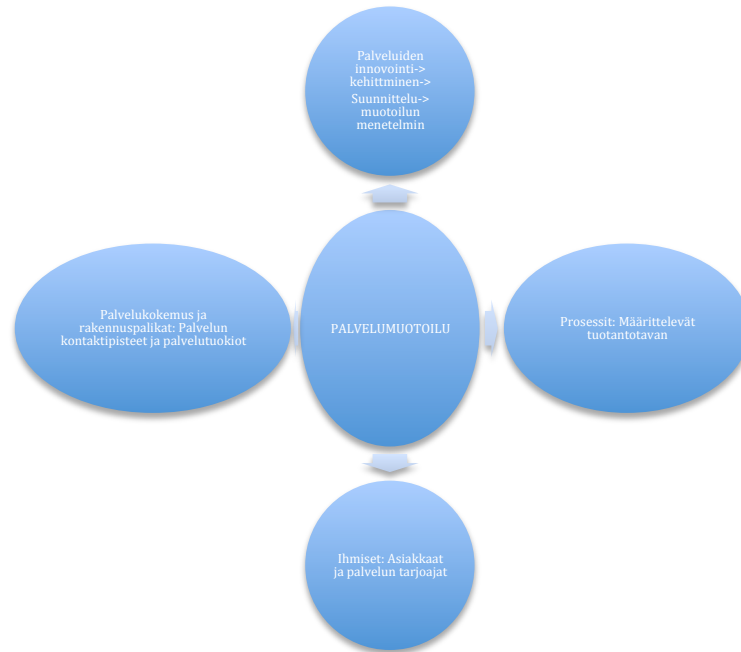 Palveluiden
innovointi->
kehittminen->
Suunnittelu->
muotoilun
menetelmin
Palvelukokemus ja
rakennuspalikat: Palvelun
kontaktipisteet ja palvelutuokiot
PALVELUMUOTOILU
Prosessit: Määrittelevät
tuotantotavan
Ihmiset: Asiakkaat
ja palvelun tarjoajat